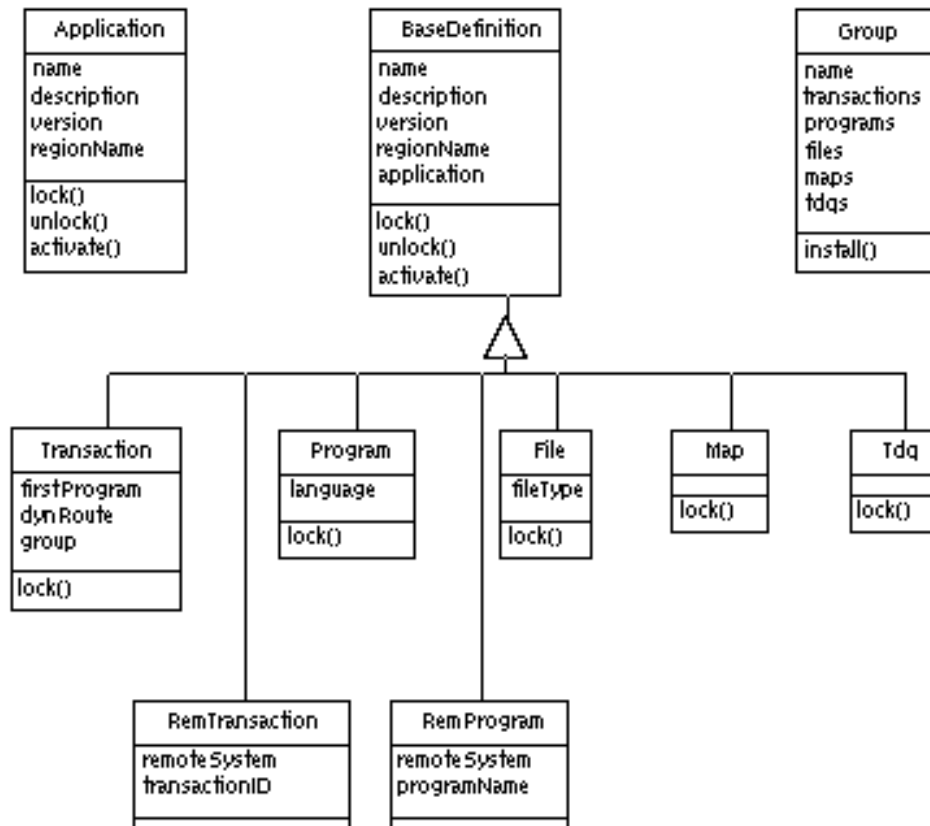 Application
name
description
version
regionName
lock()
unlock()
activate()
BaseDefinition
name
description
version
regionName
application
lock()
unlock()
activate()
Group
name
transactions
programs
files
maps
tdqs
install()
Transaction
firstProgram
dynRoute
group
lock()
Program
language
lock()
File
fileType
lock()
Map
lock()
Tdq
lock()
RemTransaction
remoteSystem
transactionID
RemProgram
remoteSystem
programName